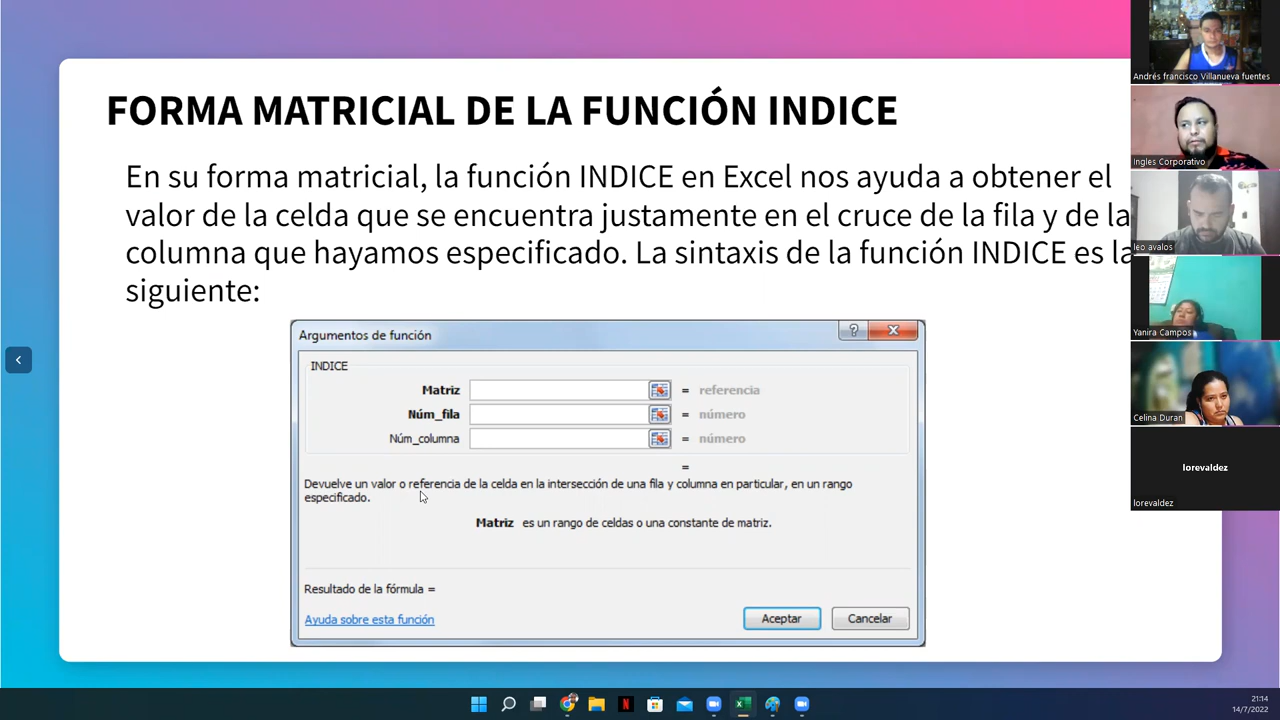 FORMA MATRICIAL DE LA FUNCIÓN INDICE
En su forma matricial, la función INDICE en Excel nos ayuda a obtener el
valor de la celda que se encuentra justamente en el cruce de la fila y de la
columna que hayamos especificado. La sintaxis de la función INDICE es la
siguiente:
Argumentos de función
?
INDICE
Matriz = referencia
Núm_fila = número
Núm_columna = número
=
Devuelve un valor o referencia de la celda en la intersección de una fila y columna en particular, en un rango
especificado.
Matriz es un rango de celdas o una constante de matriz.
Resultado de la fórmula =
Ayuda sobre esta función
Aceptar
Cancelar
Andrés francisco Villanueva fuentes
Ingles Corporativo
leo avalos
Yanira Campos
Celina Duran
lorevaldez
lorevaldez
21:14
14/7/2022